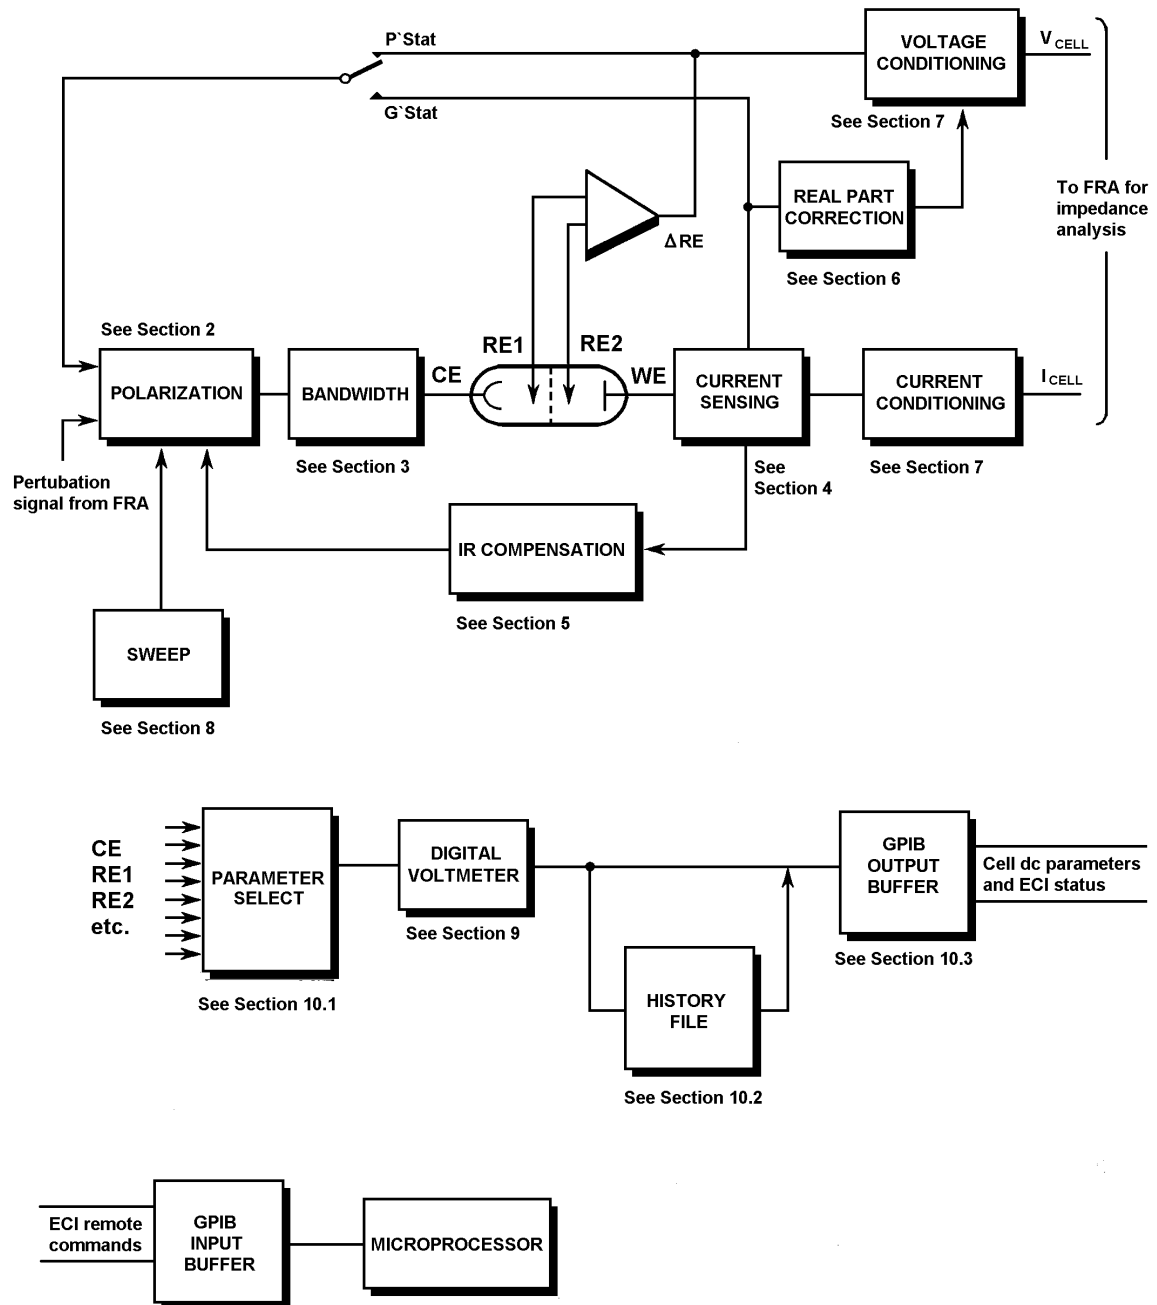 P`Stat
G`Stat
VOLTAGE
CONDITIONING
V CELL
See Section 7
REAL PART
CORRECTION
See Section 6
To FRA for
impedance
analysis
Δ RE
See Section 2
POLARIZATION
BANDWIDTH
See Section 3
CE
RE1
RE2
WE
CURRENT
SENSING
See
Section 4
CURRENT
CONDITIONING
I CELL
See Section 7
Pertubation
signal from FRA
IR COMPENSATION
See Section 5
SWEEP
See Section 8
CE
RE1
RE2
etc.
PARAMETER
SELECT
See Section 10.1
DIGITAL
VOLTMETER
See Section 9
HISTORY
FILE
See Section 10.2
GPIB
OUTPUT
BUFFER
See Section 10.3
Cell dc parameters
and ECI status
ECI remote
commands
GPIB
INPUT
BUFFER
MICROPROCESSOR